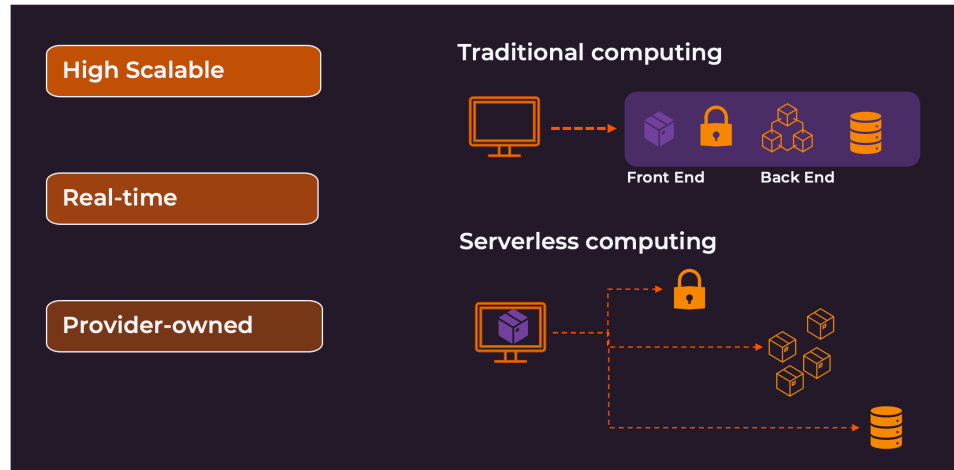 High Scalable
Real-time
Provider-owned
Traditional computing
Front End
Back End
Serverless computing